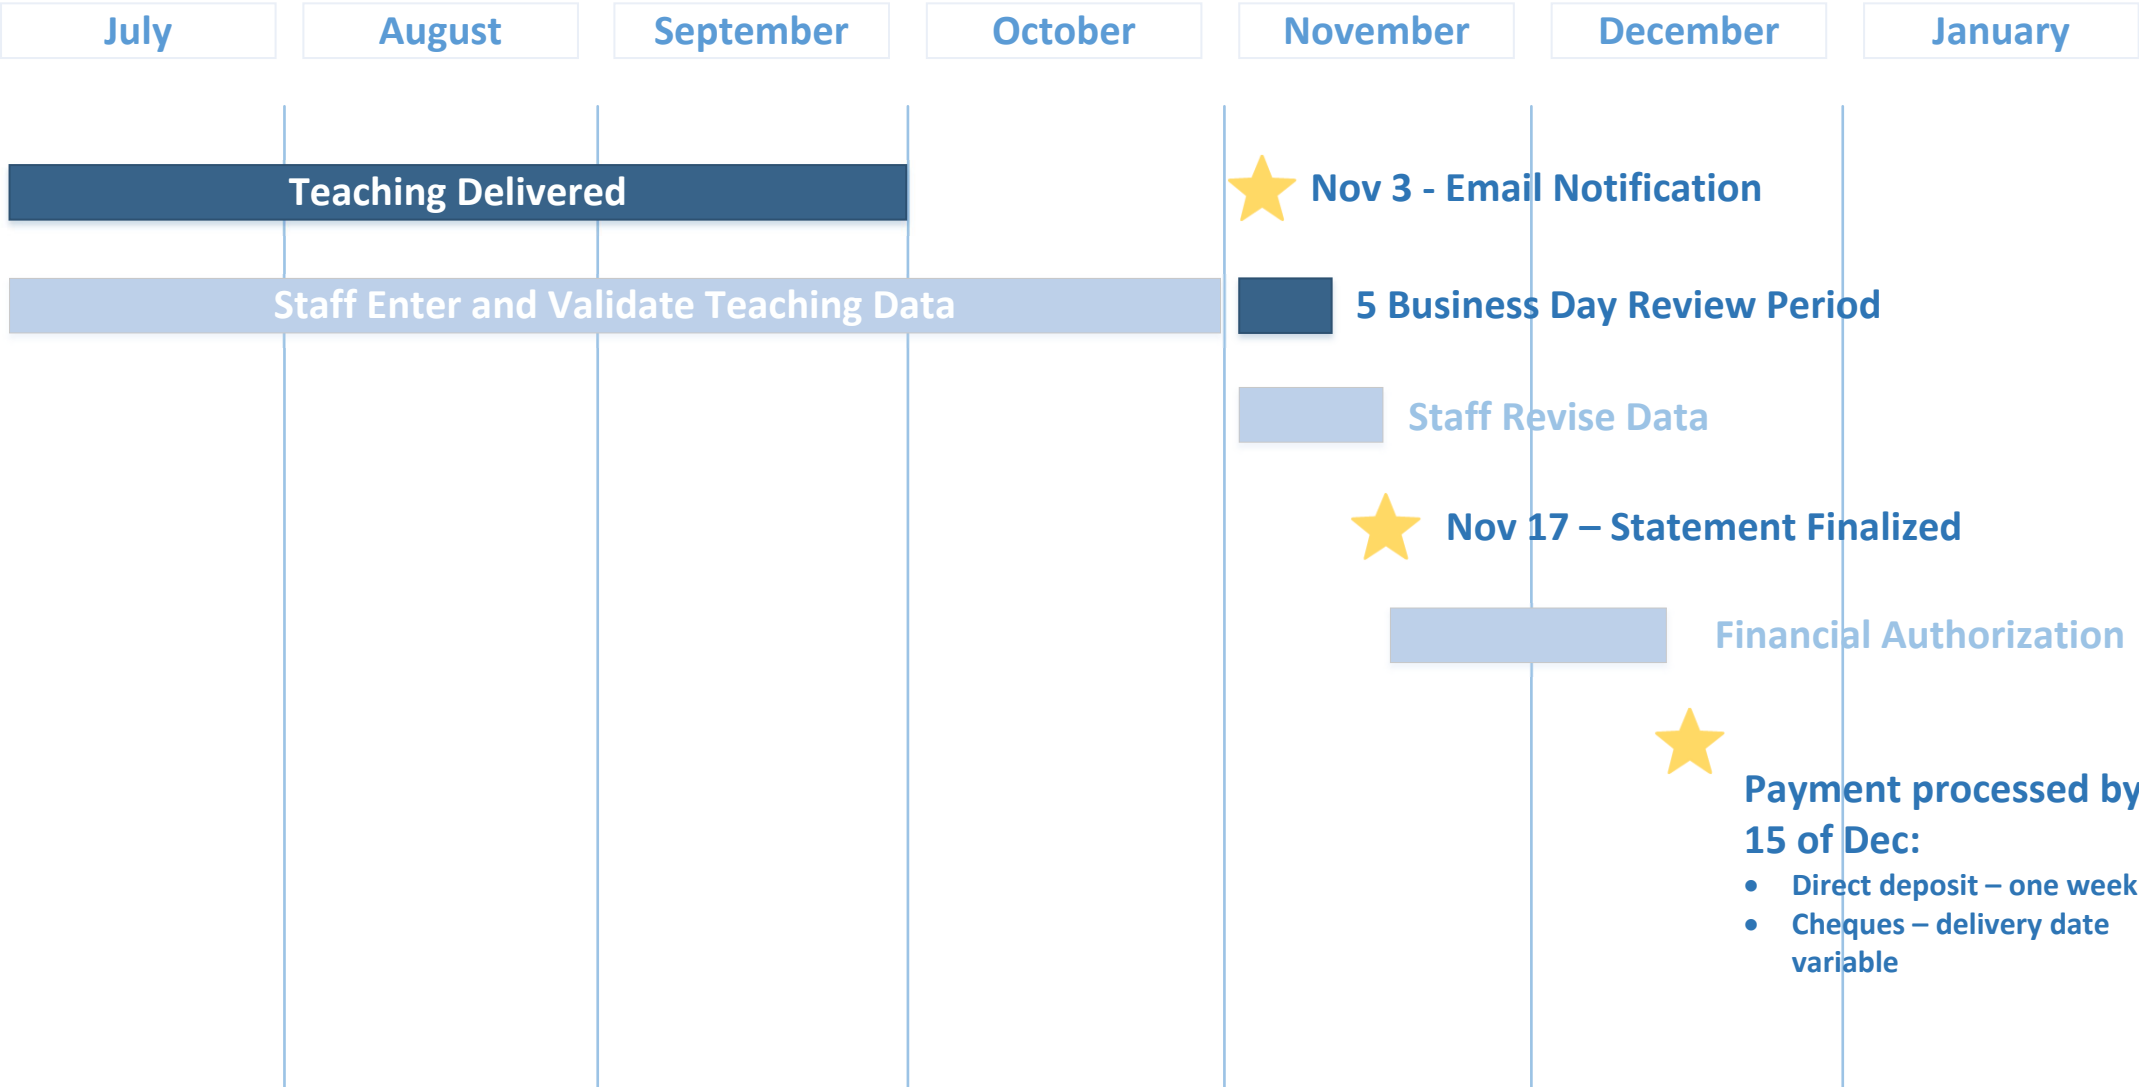 July August September October November December January
Teaching Delivered
Nov 3 - Email Notification
Staff Enter and Validate Teaching Data
5 Business Day Review Period
Staff Revise Data
Nov 17 – Statement Finalized
Financial Authorization
Payment processed by
15 of Dec:
• Direct deposit – one week
• Cheques – delivery date
variable